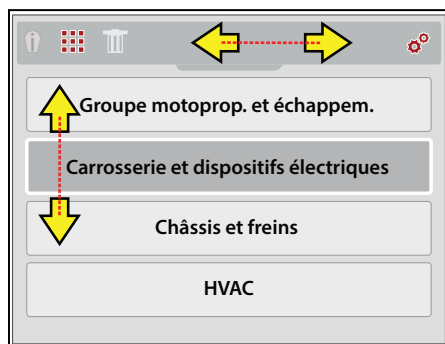 Groupe motoprop. et échappem.
Carrosserie et dispositifs électriques
Châssis et freins
HVAC